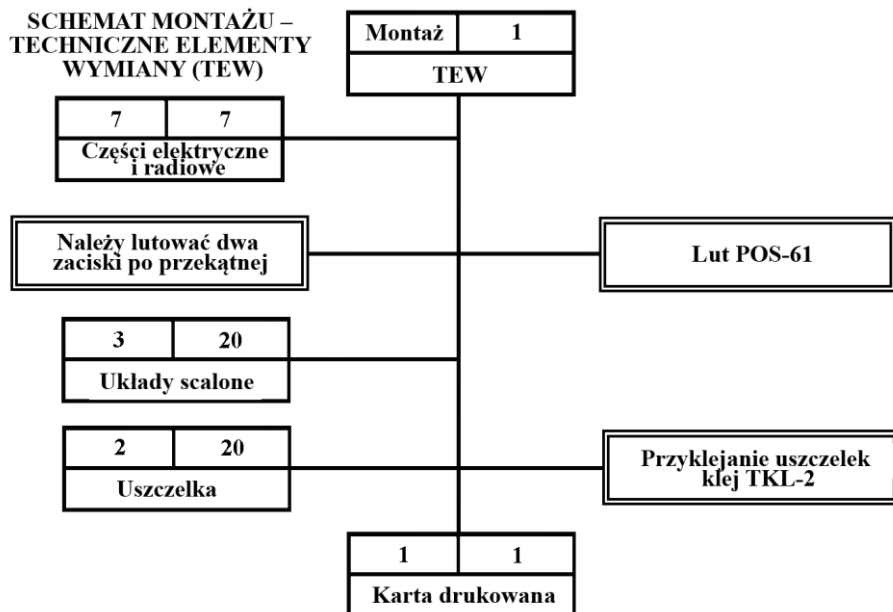 SCHEMAT MONTAŻU –
TECHNICZNE ELEMENTY
WYMIANY (TEW)
Montaż 1
TEW
7 7
Części elektryczne
i radiowe
Należy lutować dwa
zaciski po przekątnej
Lut POS-61
3 20
Układy scalone
2 20
Uszczelka
Przyklejanie uszczelek
klej TKL-2
1 1
Karta drukowana